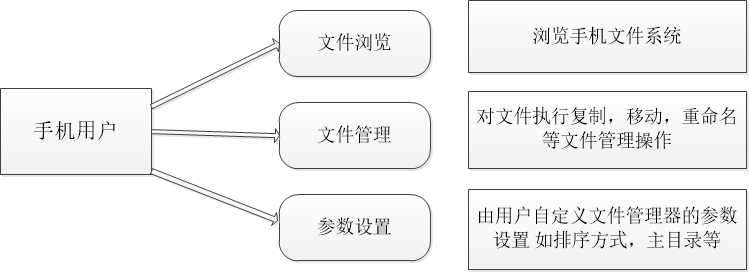 文件浏览
浏览手机文件系统
手机用户
文件管理
对文件执行复制，移动，重命名
等文件管理操作
参数设置
由用户自定义文件管理器的参数
设置 如排序方式，主目录等